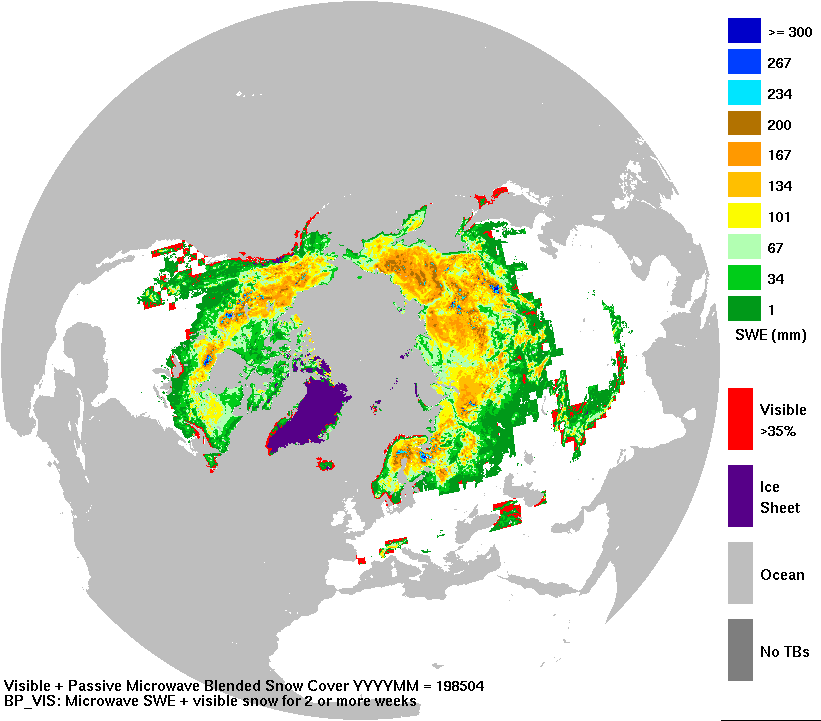 >= 300
267
234
200
167
134
101
67
34
1
SWE (mm)
Visible
>35%
Ice
Sheet
Ocean
No TBs
Visible + Passive Microwave Blended Snow Cover YYYYMM = 198504
BP_VIS: Microwave SWE + visible snow for 2 or more weeks